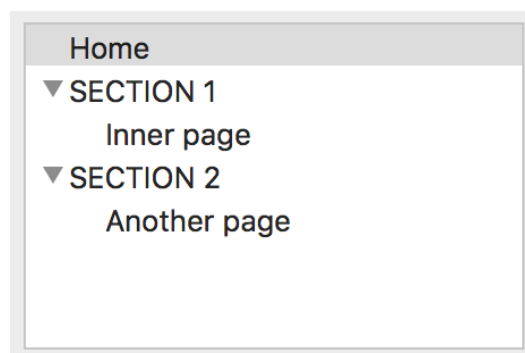 Home
SECTION 1
Inner page
SECTION 2
Another page